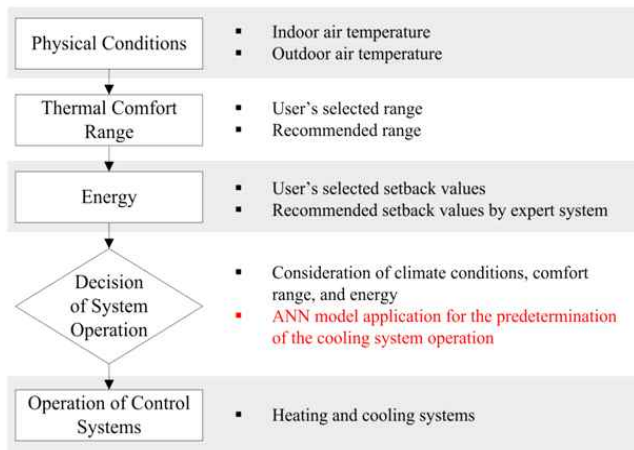 Physical Conditions
▪ Indoor air temperature
▪ Outdoor air temperature
Thermal Comfort
Range
▪ User's selected range
▪ Recommended range
Energy
▪ User's selected setback values
▪ Recommended setback values by expert system
Decision
of System
Operation
▪ Consideration of climate conditions, comfort
range, and energy
▪ ANN model application for the predetermination
of the cooling system operation
Operation of Control
Systems
▪ Heating and cooling systems